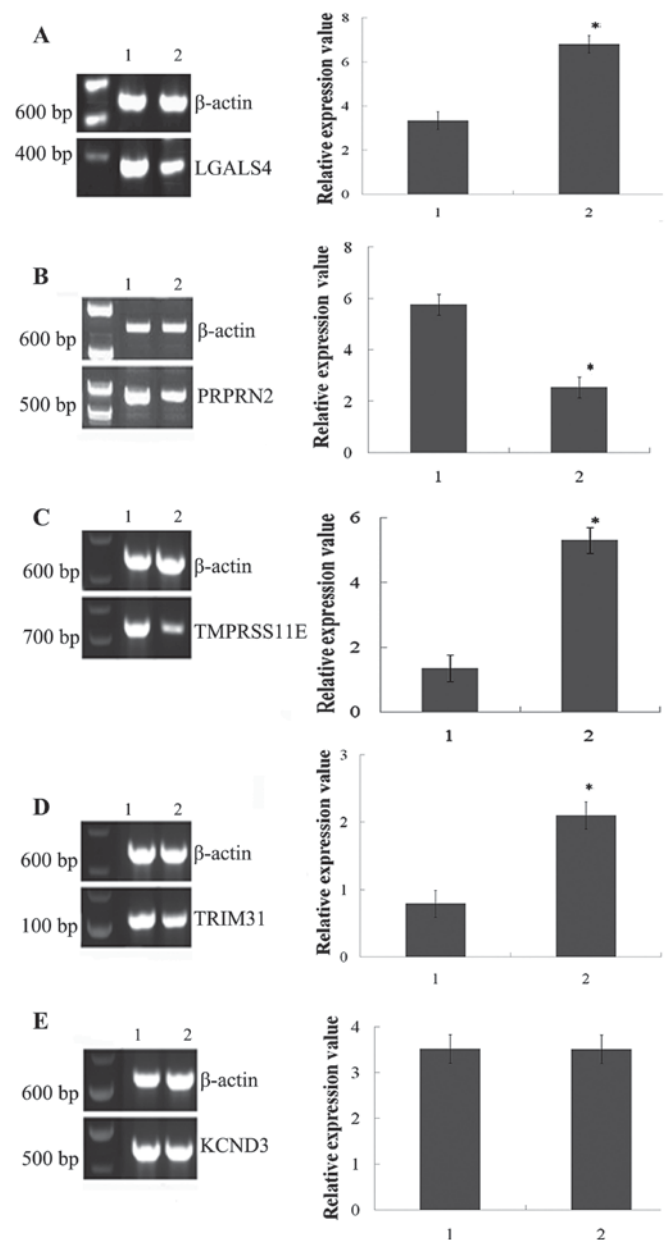 A
1 2
600 bp
β-actin
400 bp
LGALS4
Relative expression value
8
6
4
2
0
*
1 2
B
1 2
600 bp
β-actin
500 bp
PRPRN2
Relative expression value
8
6
4
2
0
*
1 2
C
1 2
600 bp
β-actin
700 bp
TMPRSS11E
Relative expression value
6
4
2
0
*
1 2
D
1 2
600 bp
β-actin
100 bp
TRIM31
Relative expression value
3
2
1
0
*
1 2
E
1 2
600 bp
β-actin
500 bp
KCND3
Relative expression value
4
3
2
1
0
1 2